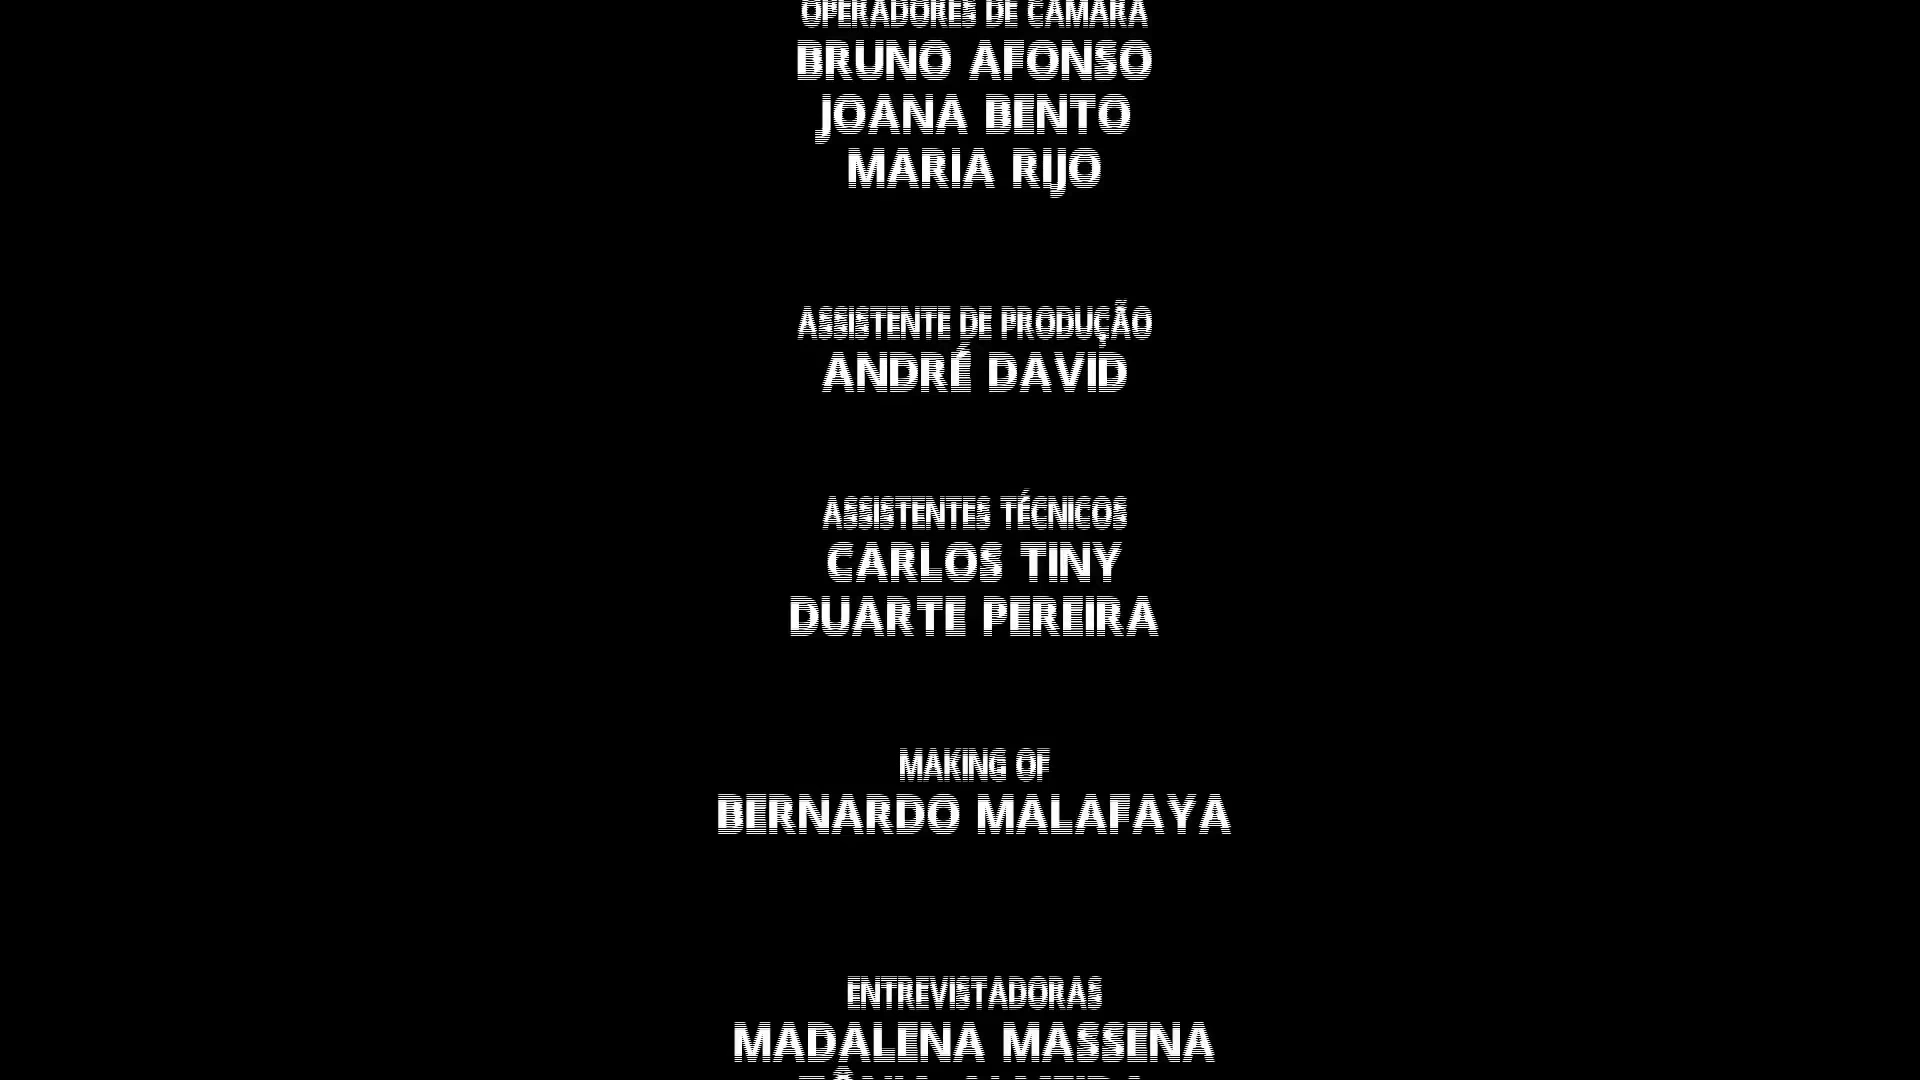 OPERADORES DE CÂMARA
BRUNO AFONSO
JOANA BENTO
MARIA RIJO
ASSISTENTE DE PRODUÇÃO
ANDRÉ DAVID
ASSISTENTES TÉCNICOS
CARLOS TINY
DUARTE PEREIRA
MAKING OF
BERNARDO MALAFAYA
ENTREVISTADORAS
MADALENA MASSENA